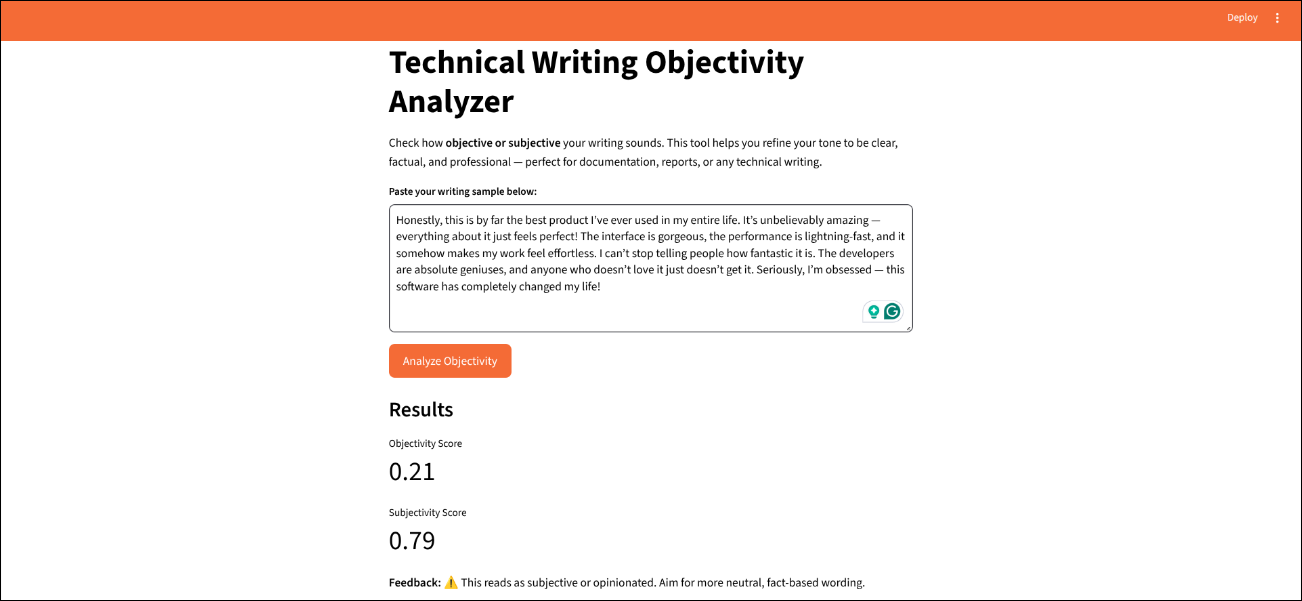 Deploy
Technical Writing Objectivity
Analyzer
Check how objective or subjective your writing sounds. This tool helps you refine your tone to be clear,
factual, and professional — perfect for documentation, reports, or any technical writing.
Paste your writing sample below:
Honestly, this is by far the best product I’ve ever used in my entire life. It’s unbelievably amazing —
everything about it just feels perfect! The interface is gorgeous, the performance is lightning-fast, and it
somehow makes my work feel effortless. I can’t stop telling people how fantastic it is. The developers
are absolute geniuses, and anyone who doesn’t love it just doesn’t get it. Seriously, I’m obsessed — this
software has completely changed my life!
Analyze Objectivity
Results
Objectivity Score
0.21
Subjectivity Score
0.79
Feedback: ⚠️ This reads as subjective or opinionated. Aim for more neutral, fact-based wording.